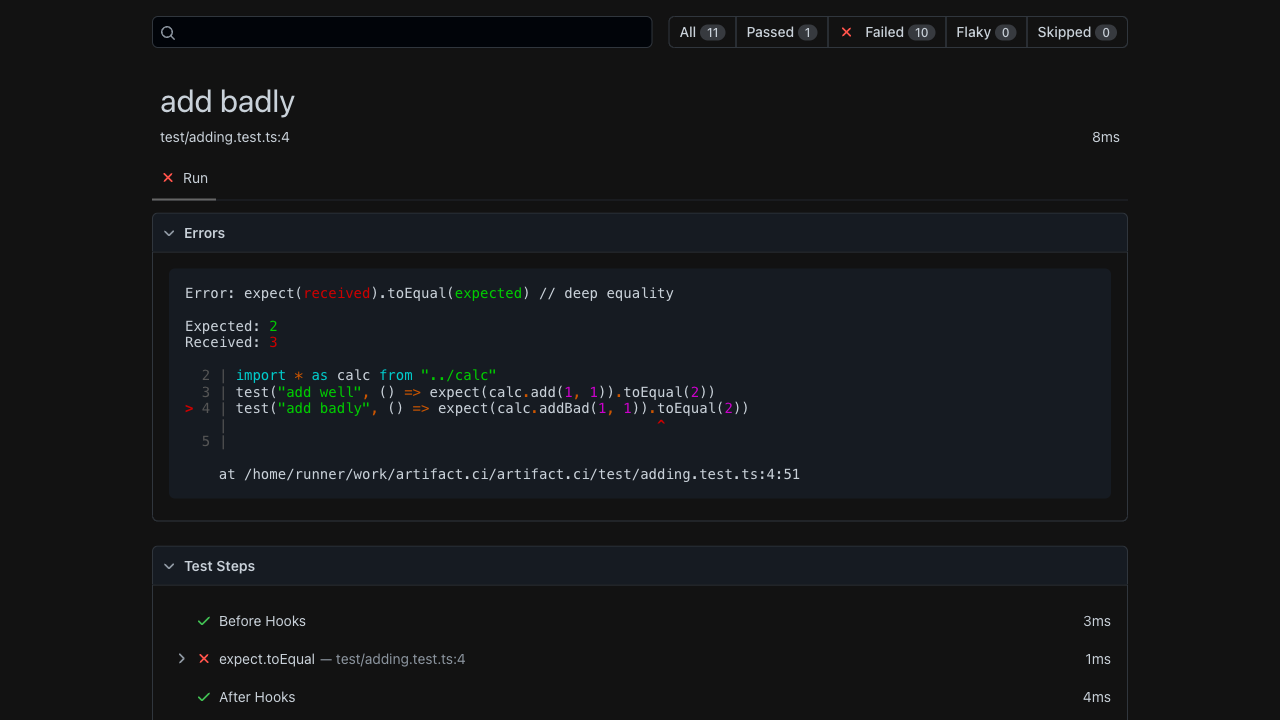 All 11 Passed 1 Failed 10 Flaky 0 Skipped 0
add badly
test/adding.test.ts:4 8ms
Run
Errors
Error: expect(received).toEqual(expected) // deep equality
Expected: 2
Received: 3
2 | import * as calc from "../calc"
3 | test("add well", () => expect(calc.add(1, 1)).toEqual(2))
> 4 | test("add badly", () => expect(calc.addBad(1, 1)).toEqual(2))
| ^
5 |
at /home/runner/work/artifact.ci/artifact.ci/test/adding.test.ts:4:51
Test Steps
Before Hooks 3ms
expect.toEqual — test/adding.test.ts:4 1ms
After Hooks 4ms